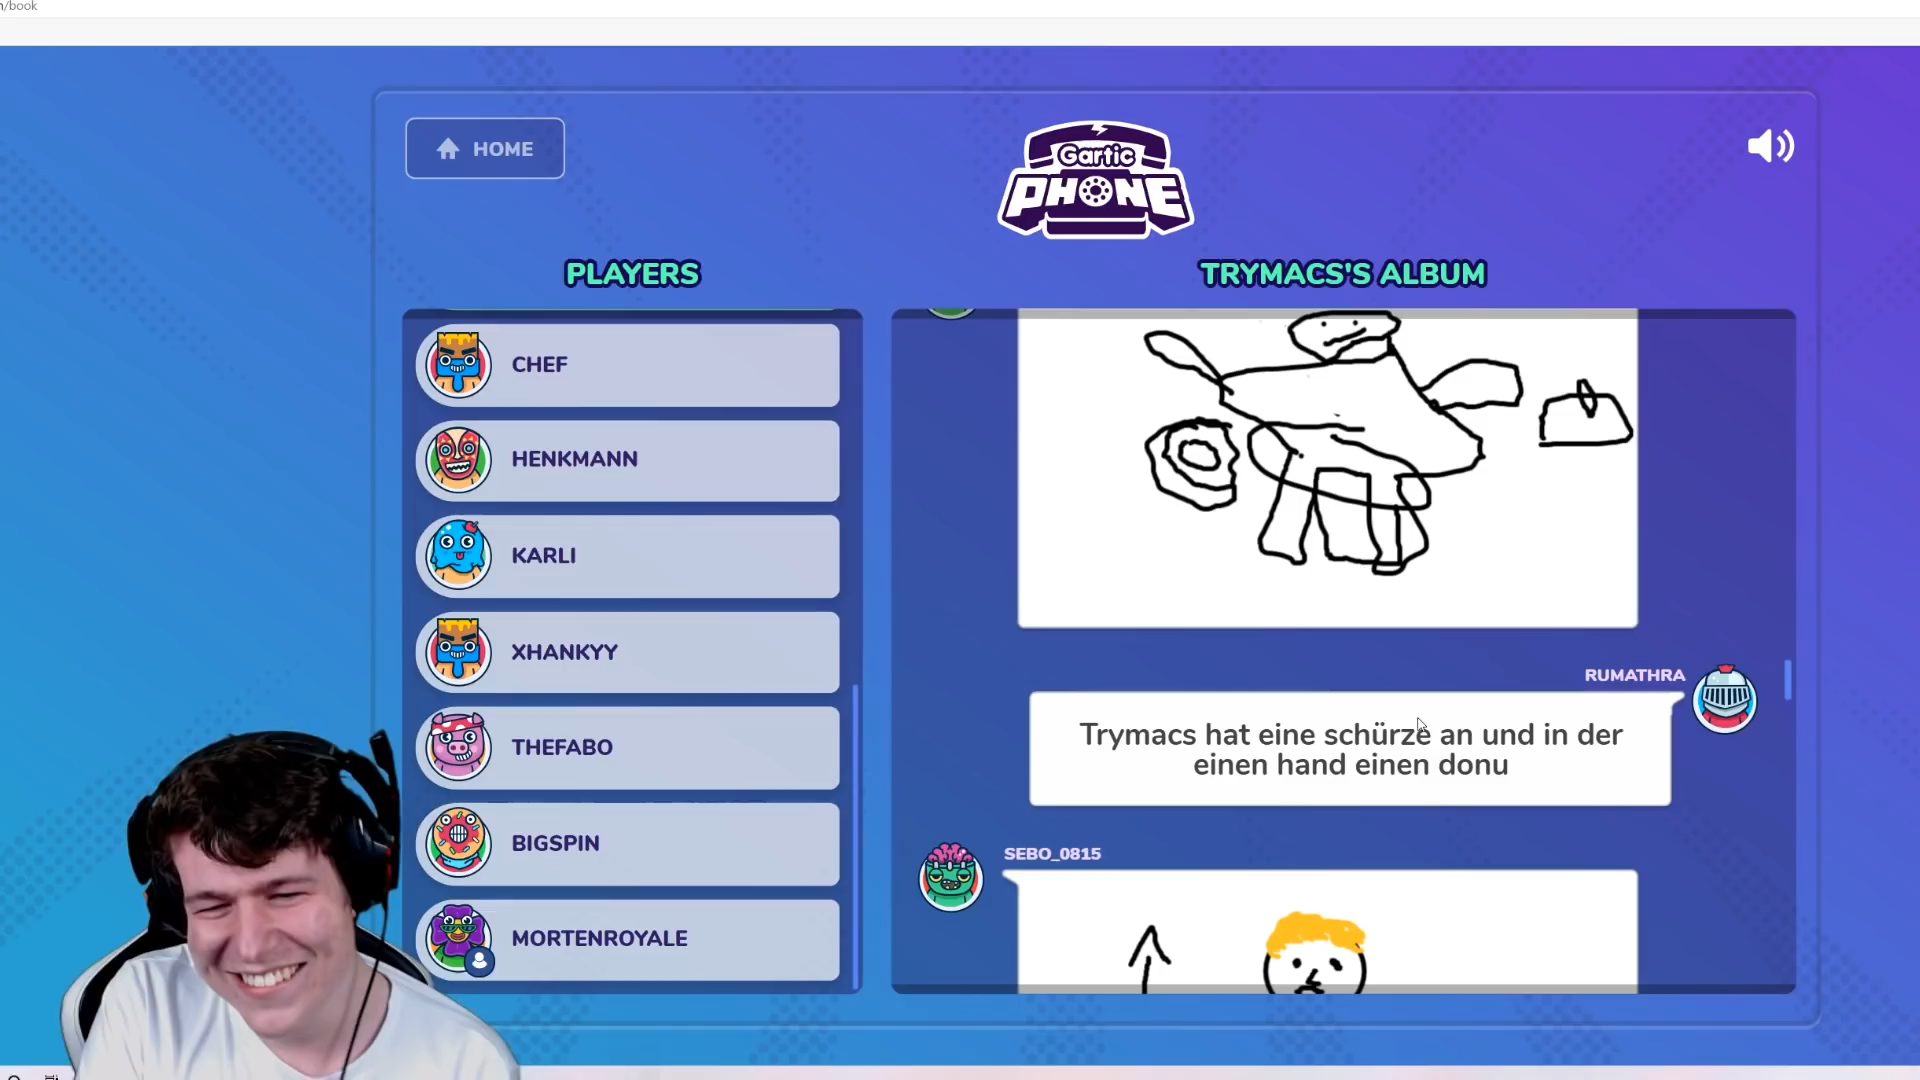 /book
HOME
Gartic
PHONE
PLAYERS
TRYMACS'S ALBUM
CHEF
HENKMANN
KARLI
XHANKYY
THEFABO
BIGSPIN
MORTENROYALE
RUMATHRA
Trymacs hat eine schürze an und in der
einen hand einen donu
SEBO_0815